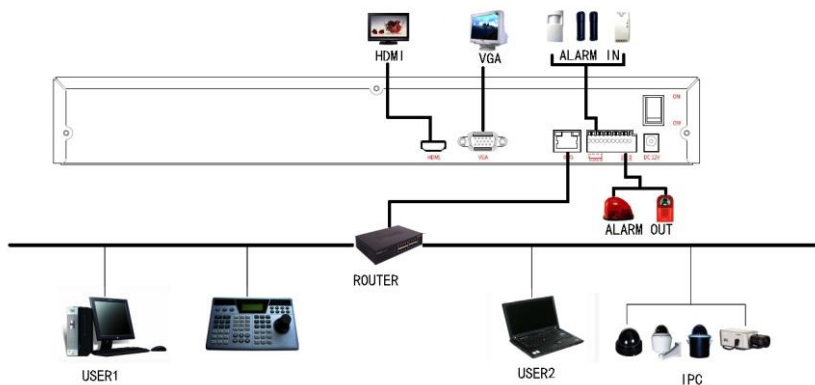 HDMI
VGA
ALARM IN
ON
OFF
HDMI
VGA
DC 12V
ALARM OUT
ROUTER
USER1
USER2
IPC